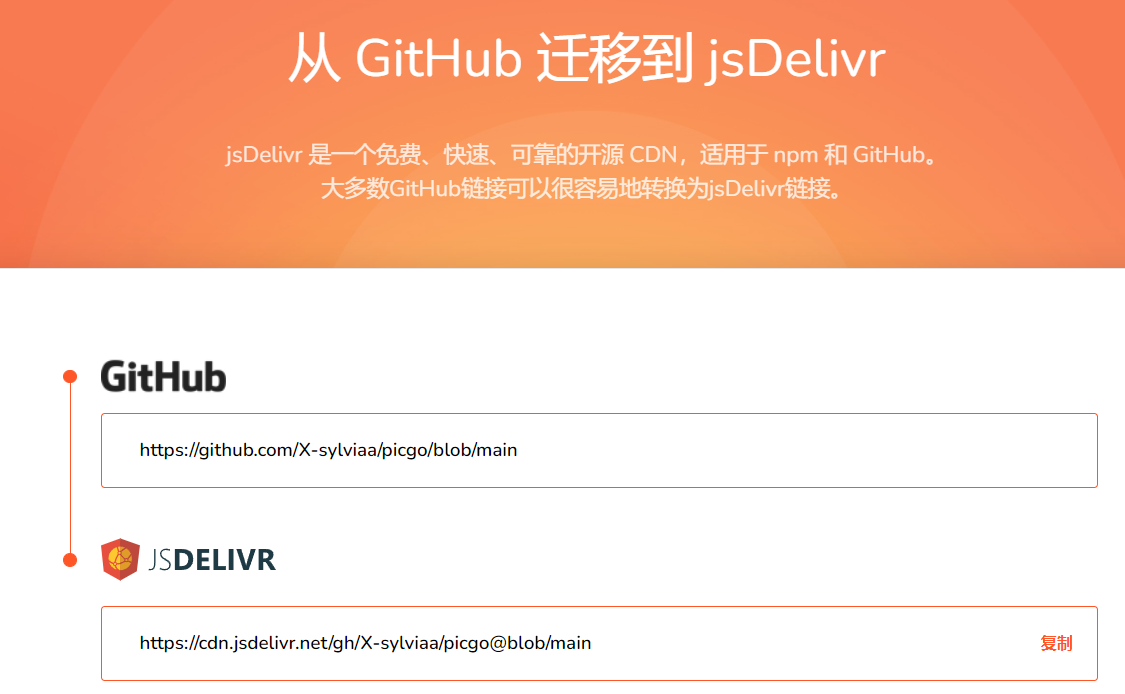 从 GitHub 迁移到 jsDelivr
jsDelivr 是一个免费、快速、可靠的开源 CDN，适用于 npm 和 GitHub。
大多数GitHub链接可以很容易地转换为jsDelivr链接。
GitHub
https://github.com/X-sylviaa/picgo/blob/main
JSDELIVR
https://cdn.jsdelivr.net/gh/X-sylviaa/picgo@blob/main
复制